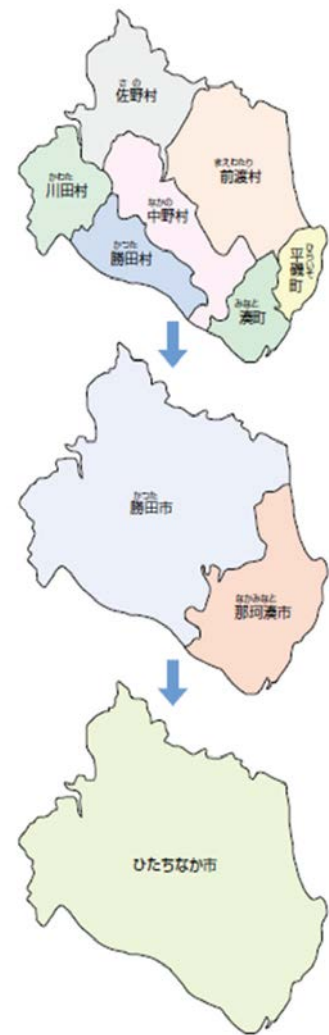 さの
佐野村
まえわたり
前渡村
かわた
川田村
なかの
中野村
かつた
勝田村
ひらいそ
平磯町
みなと
湊町
かつた
勝田市
なかみなと
那珂湊市
ひたちなか市